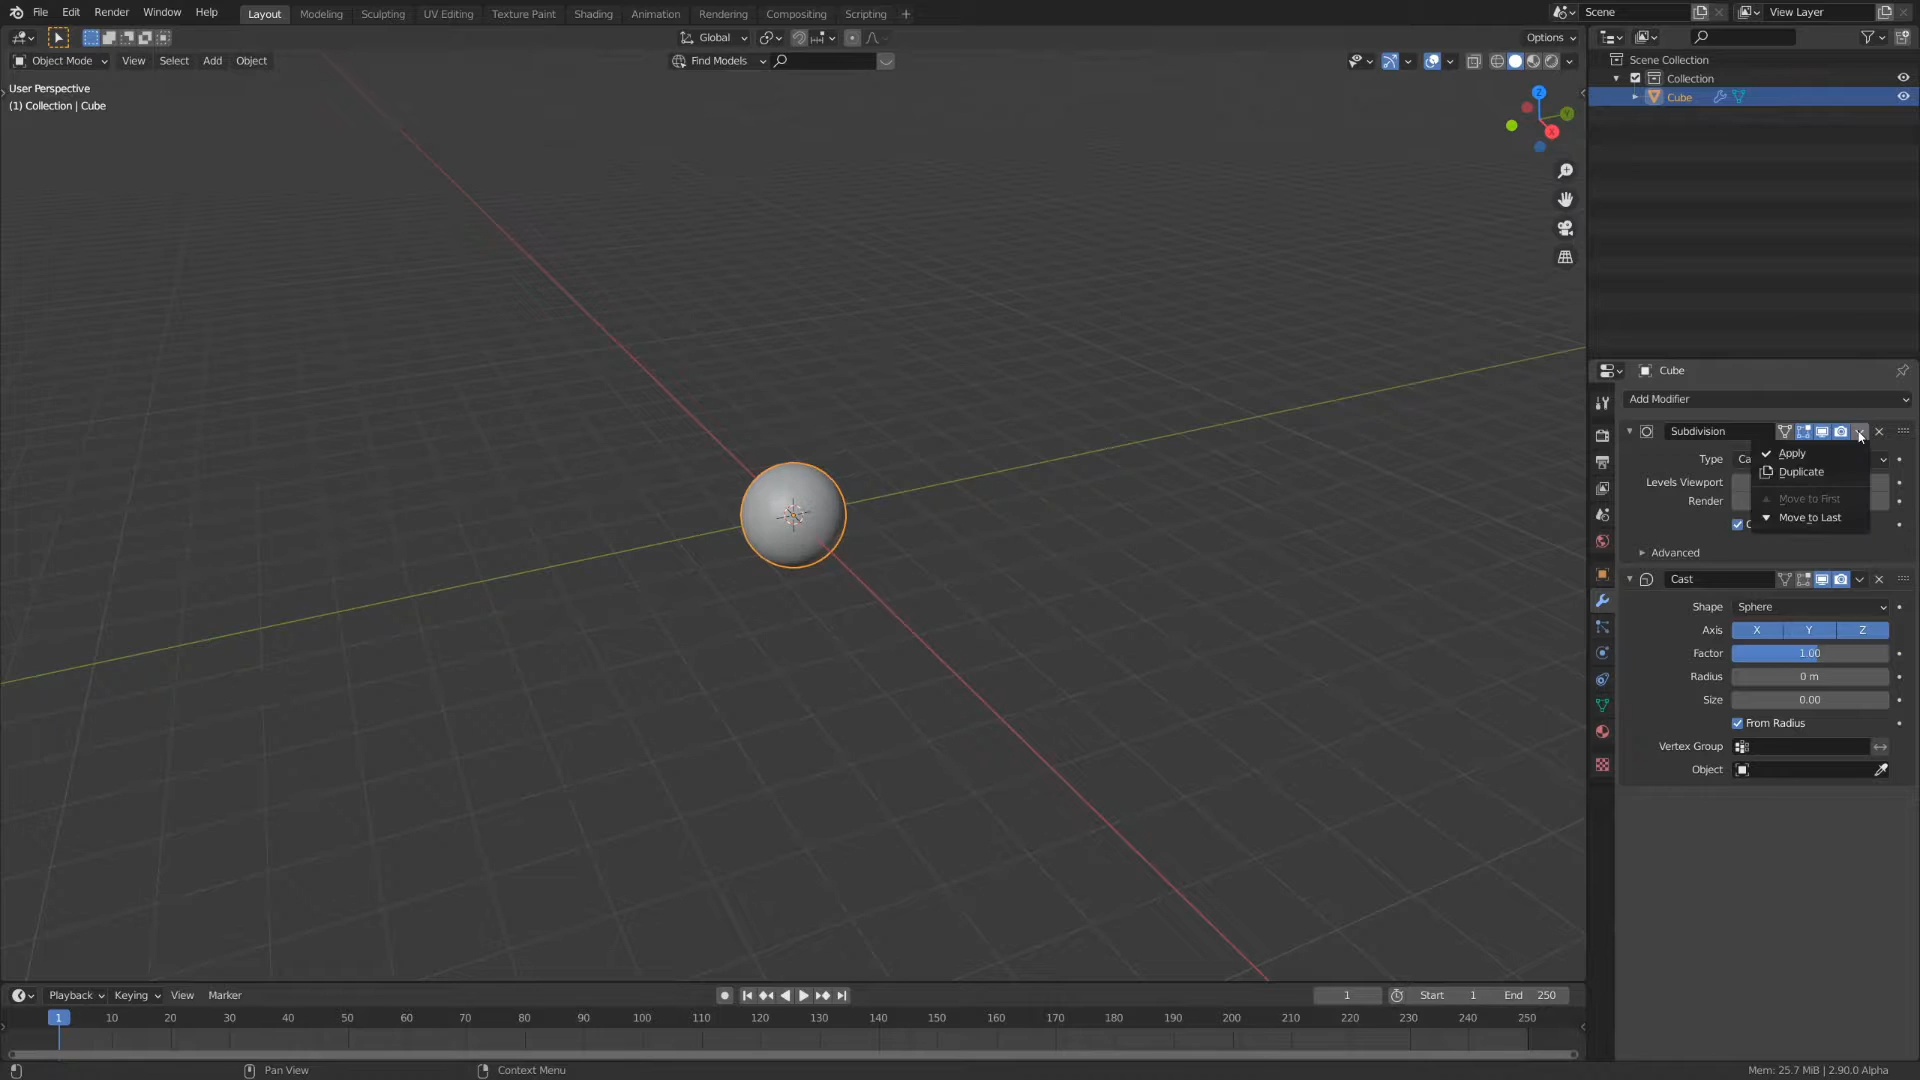 File Edit Render Window Help Layout Modeling Sculpting UV Editing Texture Paint Shading Animation Rendering Compositing Scripting + Scene View Layer
Global Options
Object Mode View Select Add Object Find Models
User Perspective
(1) Collection | Cube
Z
Y
X
Scene Collection
Collection
Cube
Cube
Add Modifier
Subdivision
Type Ca
Levels Viewport
Render
Apply
Duplicate
Move to First
Move to Last
Advanced
Cast
Shape Sphere
Axis X Y Z
Factor 1.00
Radius 0 m
Size 0.00
From Radius
Vertex Group
Object
Playback Keying View Marker 1 Start 1 End 250
1 10 20 30 40 50 60 70 80 90 100 110 120 130 140 150 160 170 180 190 200 210 220 230 240 250
Pan View Context Menu Mem: 25.7 MiB | 2.90.0 Alpha